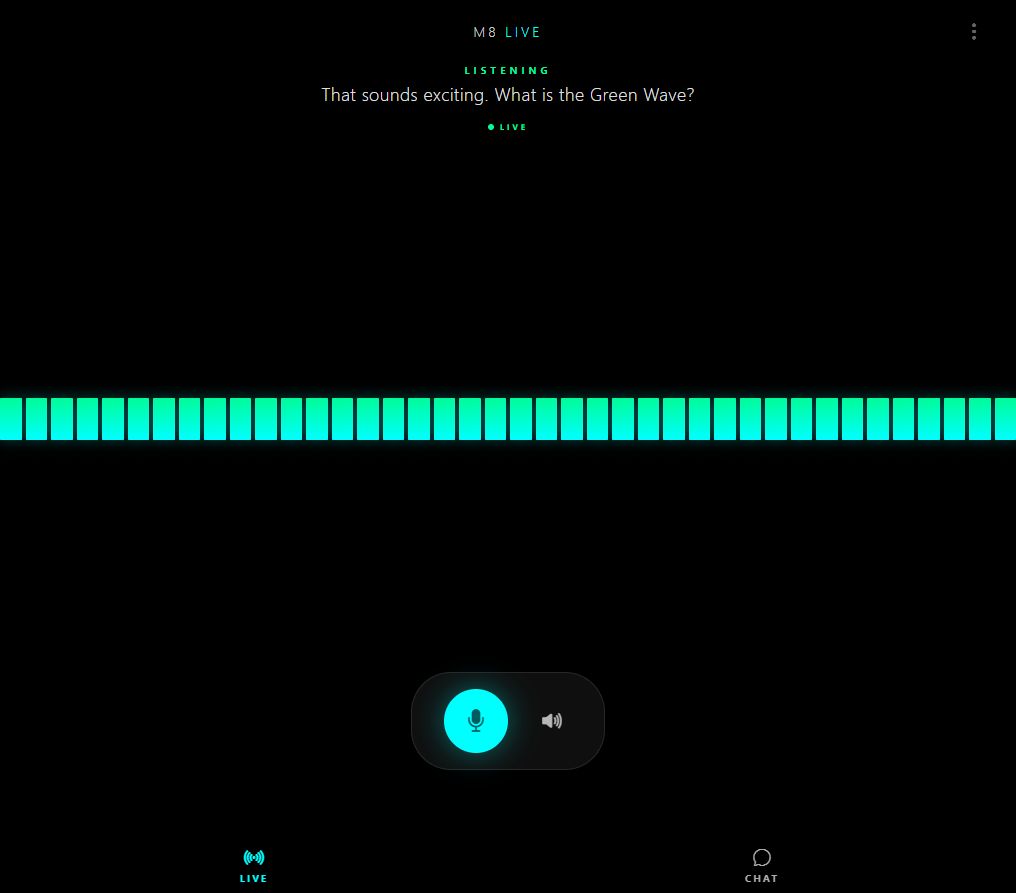 M8 LIVE
LISTENING
That sounds exciting. What is the Green Wave?
LIVE
LIVE
CHAT